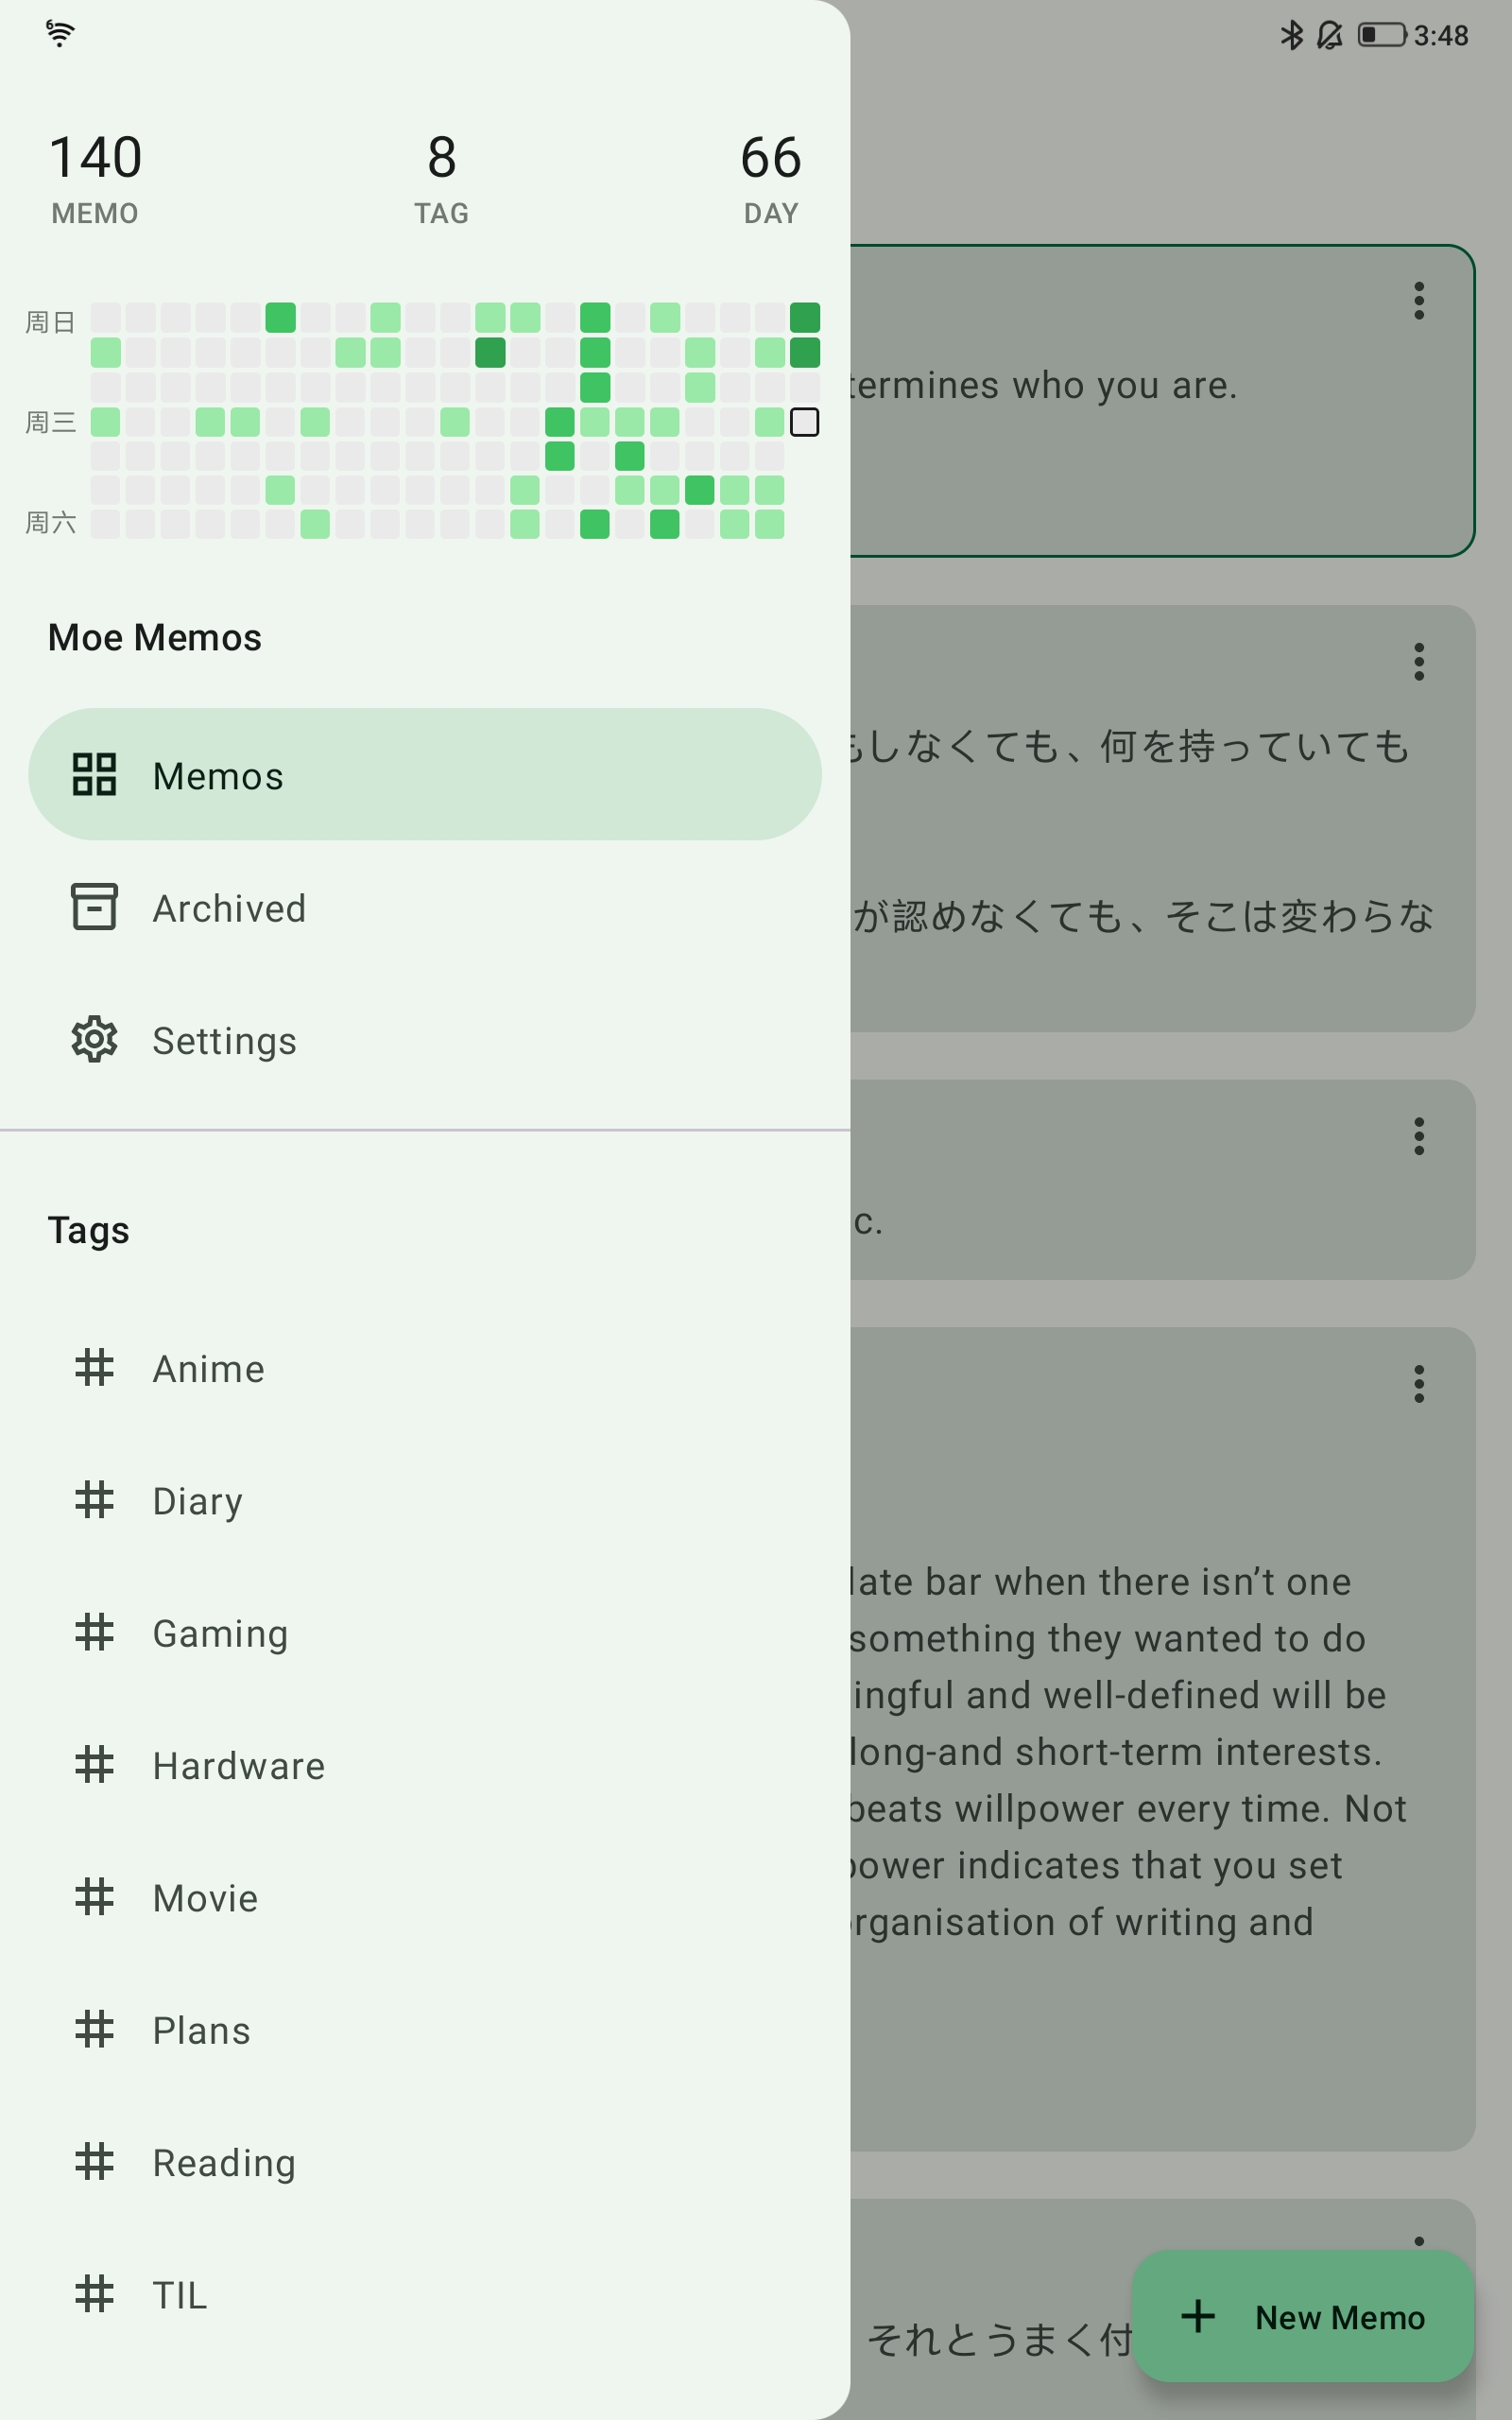 3:48
140
MEMO
8
TAG
66
DAY
周日
周三
周六
Moe Memos
Memos
Archived
Settings
Tags
Anime
Diary
Gaming
Hardware
Movie
Plans
Reading
TIL
termines who you are.
しなくても、何を持っていても
が認めなくても、そこは変わらな
c.
late bar when there isn’t one
something they wanted to do
ingful and well-defined will be
long-and short-term interests.
beats willpower every time. Not
power indicates that you set
organisation of writing and
それとうまく付
New Memo